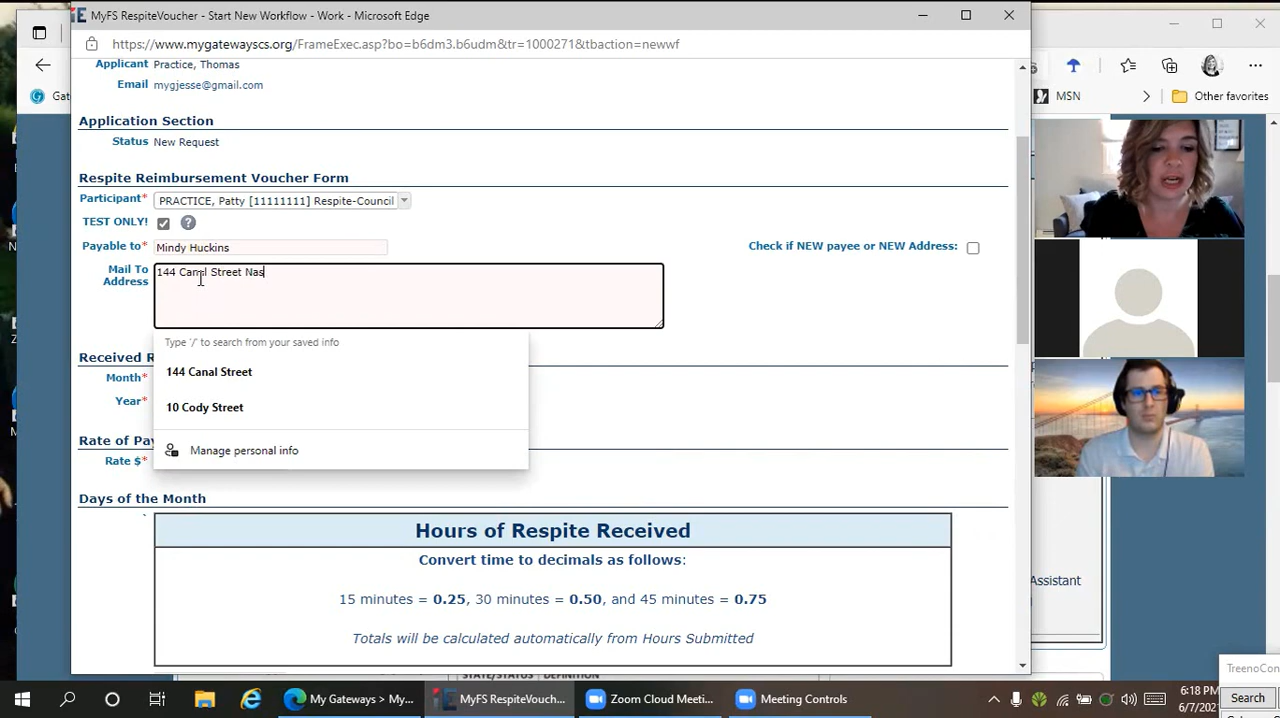 MyFS RespiteVoucher - Start New Workflow - Work - Microsoft Edge
https://www.mygatewayscs.org/FrameExec.asp?bo=b6dm3.b6udm&tr=1000271&tbaction=newwf
Applicant Practice, Thomas
Email mygjesse@gmail.com
Gat
MSN
Other favorites
Application Section
Status New Request
Respite Reimbursement Voucher Form
Participant* PRACTICE, Patty [11111111] Respite-Council
TEST ONLY! ?
Payable to* Mindy Huckins Check if NEW payee or NEW Address:
Mail To Address 144 Canal Street Nas
Type '/' to search from your saved info
144 Canal Street
10 Cody Street
Manage personal info
Received R
Month*
Year*
Rate of Pay
Rate $*
Days of the Month
Hours of Respite Received
Convert time to decimals as follows:
15 minutes = 0.25, 30 minutes = 0.50, and 45 minutes = 0.75
Totals will be calculated automatically from Hours Submitted
Assistant
TreenoCon
Search
My Gateways > My...
MyFS RespiteVouch...
Zoom Cloud Meeti...
Meeting Controls
6:18 PM
6/7/202